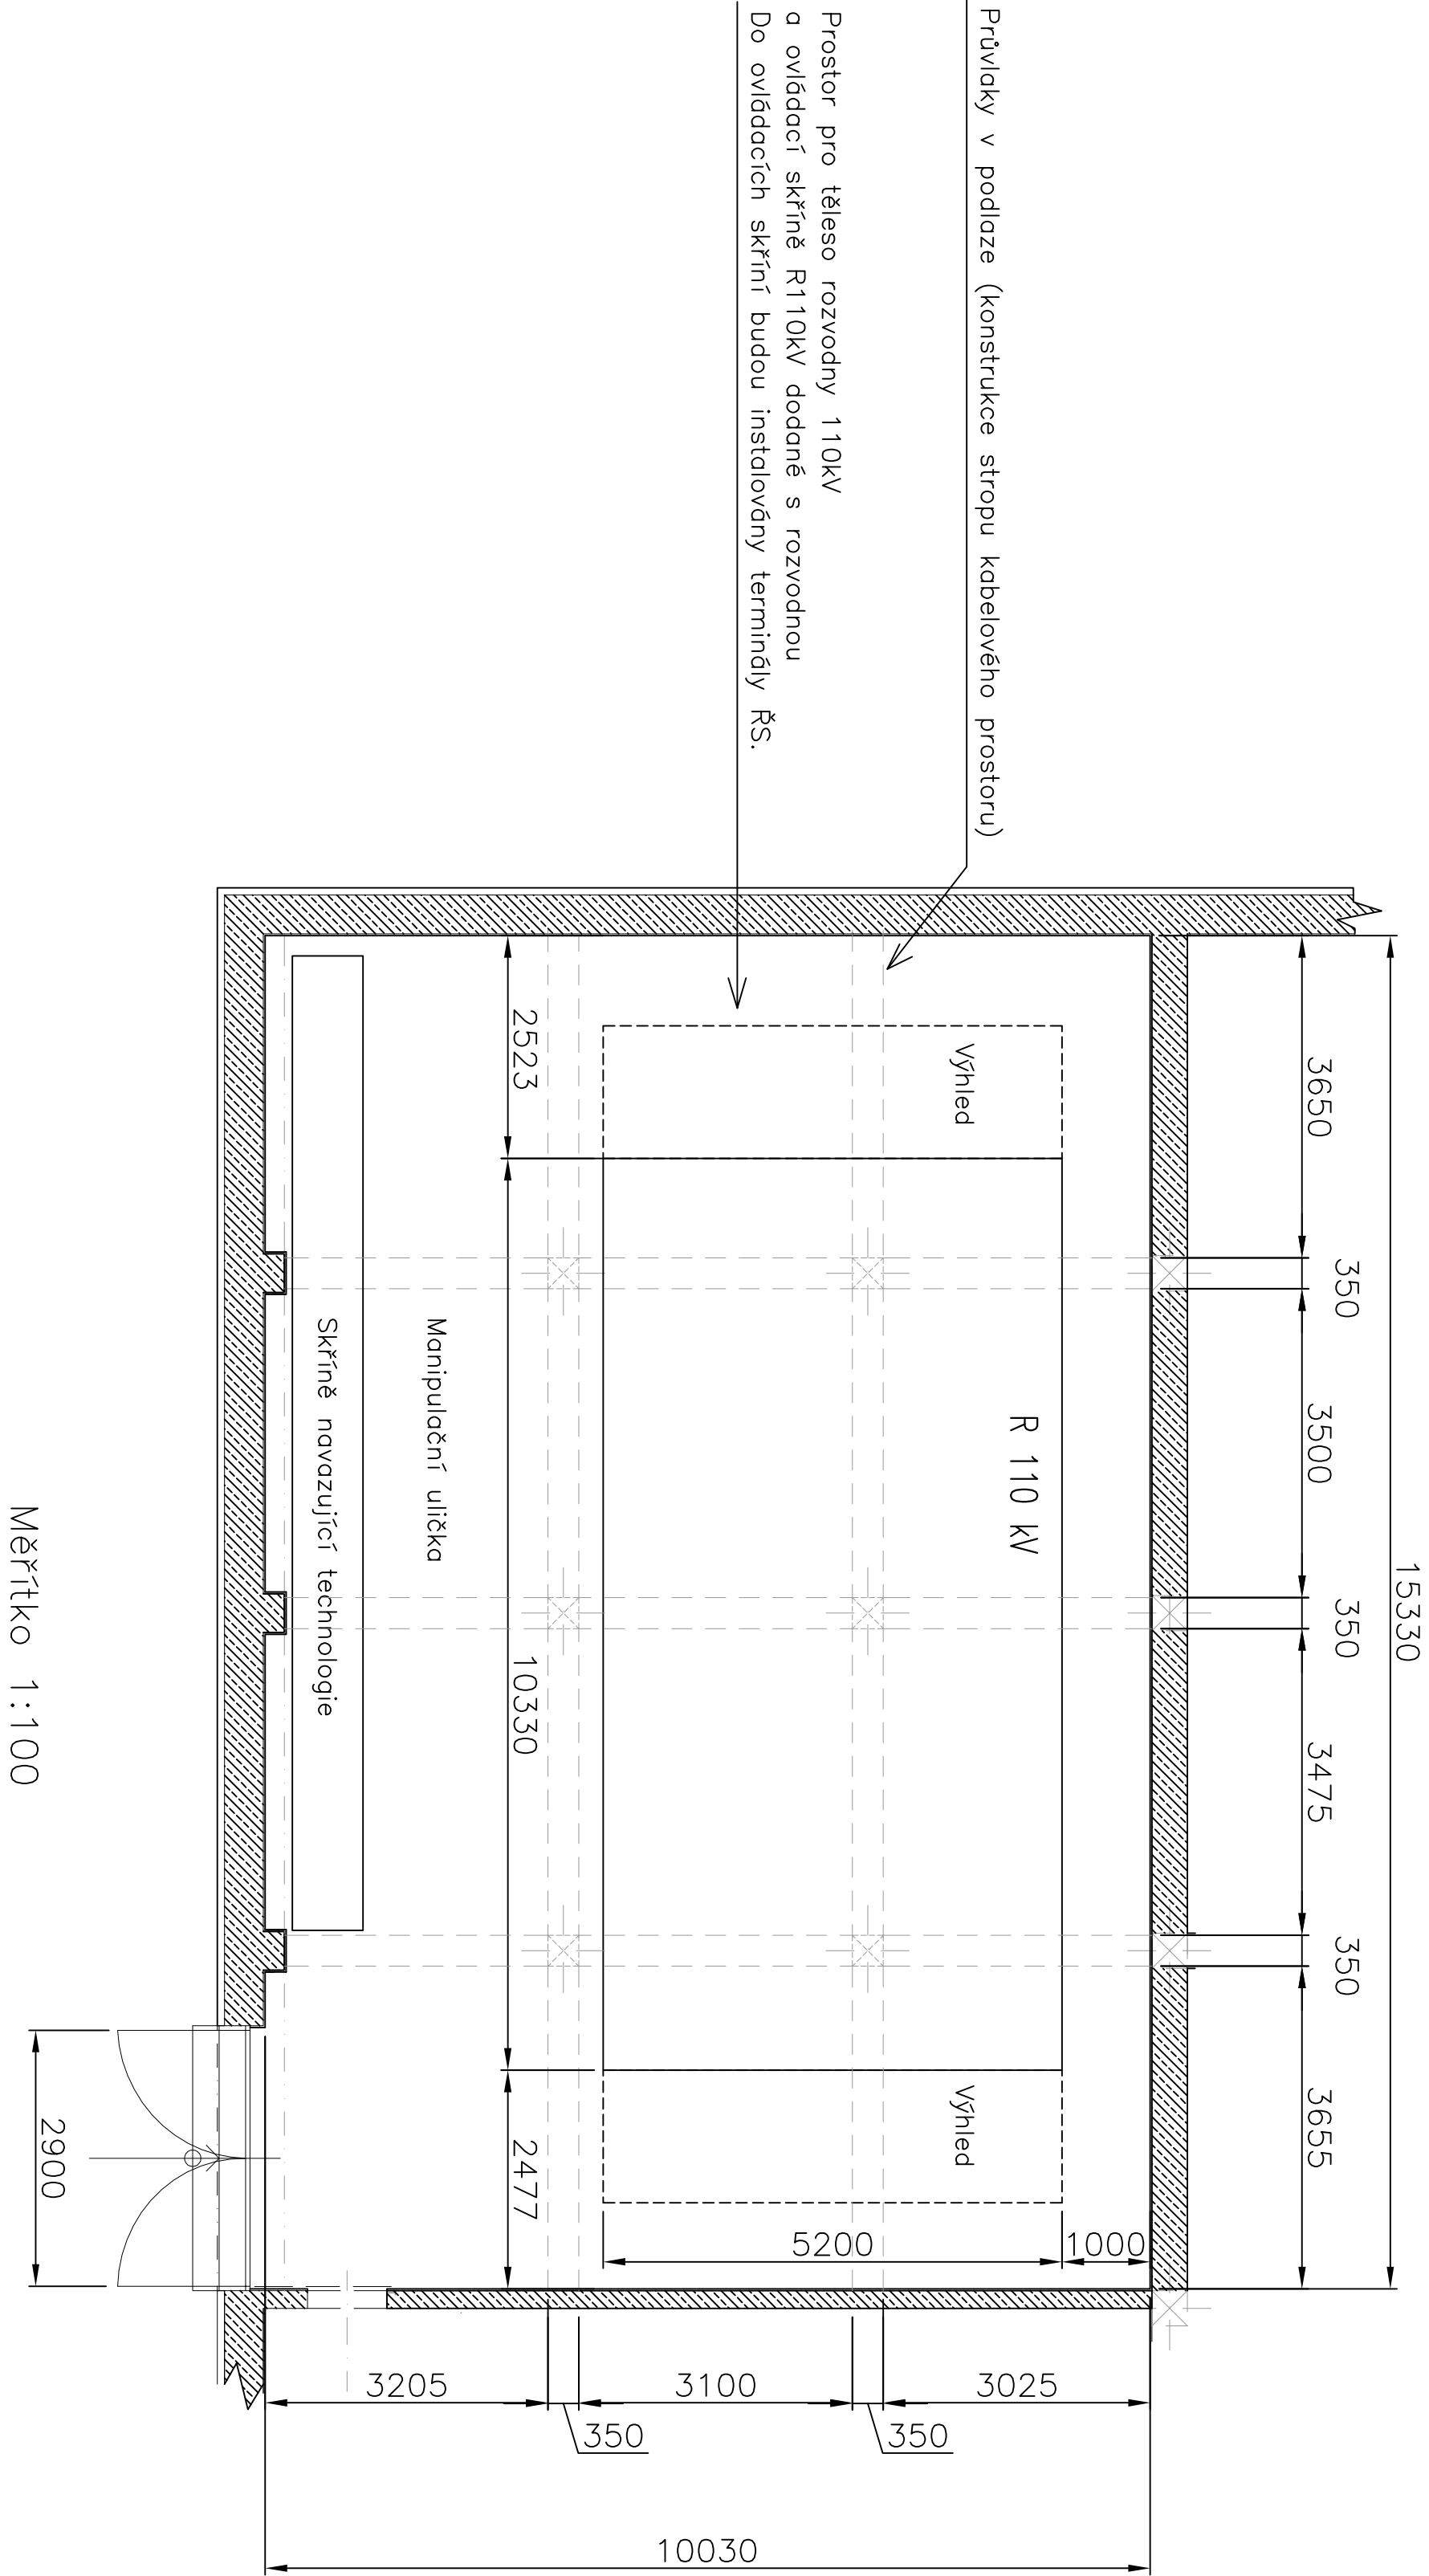 Průvlaky v podlaze (konstrukce stropu kabelového prostoru)
Prostor pro těleso rozvodny 110kV
a ovládací skříně R110kV dodané s rozvodnou
Do ovládacích skříní budou instalovány terminály ŘS.
15330
3650
350
3500
350
3475
350
3655
Výhled
R 110 kV
Výhled
1000
5200
2523
10330
2477
Manipulační ulička
Skříně navazující technologie
3025
350
3100
350
3205
10030
2900
Měřítko 1:100